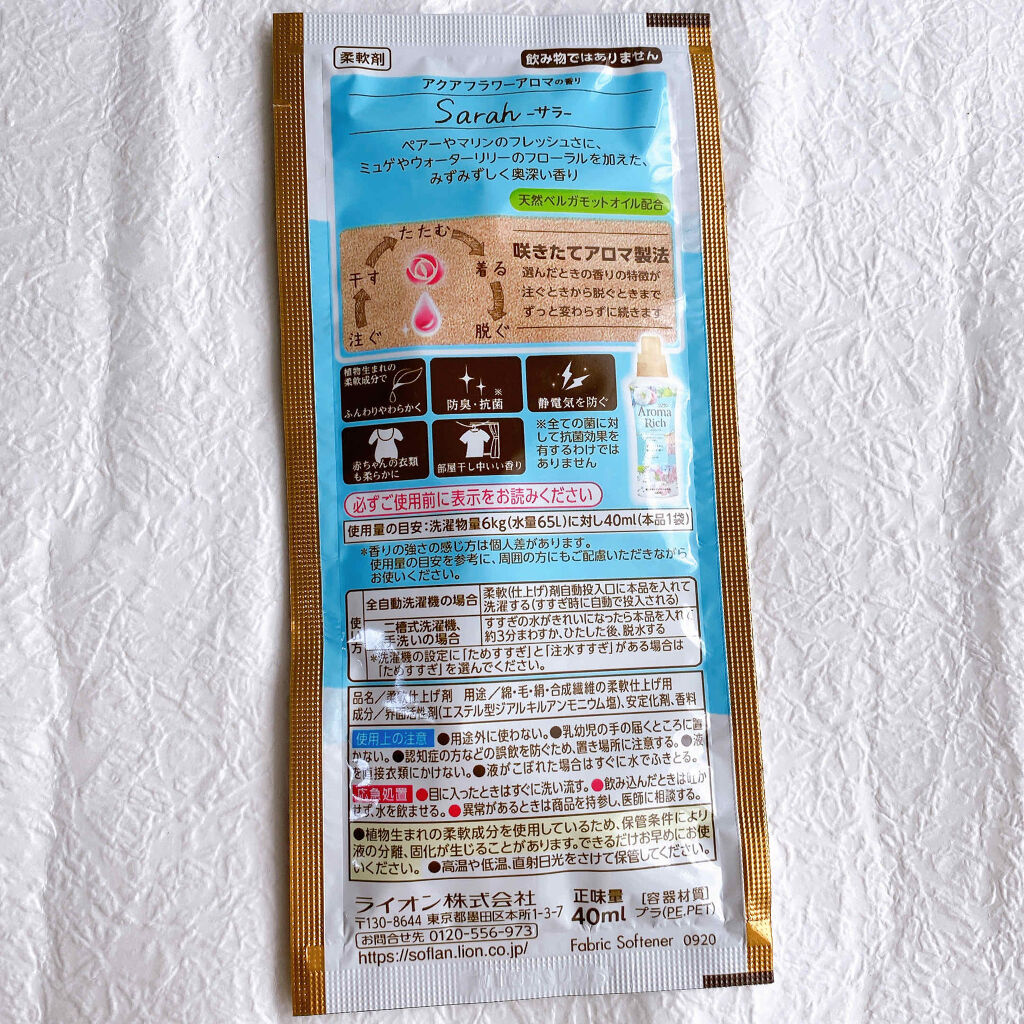 柔軟剤
飲み物ではありません
アクアフラワーアロマの香り
Sarah -サラ-
ペアーやマリンのフレッシュさに、
ミュゲやウォーターリリーのフローラルを加えた、
みずみずしく奥深い香り
天然ベルガモットオイル配合
たたむ
干す
着る
注ぐ
脱ぐ
咲きたてアロマ製法
選んだときの香りの特徴が
注ぐときから脱ぐときまで
ずっと変わらずに続きます
植物生まれの
柔軟成分で
ふんわりやわらかく
※
防臭・抗菌
静電気を防ぐ
赤ちゃんの衣類
も柔らかに
部屋干し中いい香り
※全ての菌に対
して抗菌効果を
有するわけでは
ありません
Aroma
Rich
必ずご使用前に表示をお読みください
使用量の目安:洗濯物量6kg(水量65L)に対し40ml(本品1袋)
＊香りの強さの感じ方は個人差があります。
使用量の目安を参考に、周囲の方にもご配慮いただきながら
お使いください。
使い方
全自動洗濯機の場合
柔軟(仕上げ)剤自動投入口に本品を入れて
洗濯する(すすぎ時に自動で投入される)
二槽式洗濯機、
手洗いの場合
すすぎの水がきれいになったら本品を入れて
約3分まわすか、ひたした後、脱水する
＊洗濯機の設定に「ためすすぎ」と「注水すすぎ」がある場合は
「ためすすぎ」を選んでください。
品名／柔軟仕上げ剤 用途／綿・毛・絹・合成繊維の柔軟仕上げ用
成分／界面活性剤(エステル型ジアルキルアンモニウム塩)、安定化剤、香料
使用上の注意 ●用途外に使わない。●乳幼児の手の届くところに置
かない。●認知症の方などの誤飲を防ぐため、置き場所に注意する。●液
を直接衣類にかけない。●液がこぼれた場合はすぐに水でふきとる。
応急処置 ●目に入ったときはすぐに洗い流す。●飲み込んだときは吐か
せず、水を飲ませる。●異常があるときは商品を持参し、医師に相談する。
●植物生まれの柔軟成分を使用しているため、保管条件により
液の分離、固化が生じることがあります。できるだけお早めにお使
いください。 ●高温や低温、直射日光をさけて保管してください。
ライオン株式会社
〒130-8644 東京都墨田区本所1-3-7
お問合せ先 0120-556-973
https://soflan.lion.co.jp/
正味量
40ml
[容器材質]
プラ(PE,PET)
Fabric Softener 0920